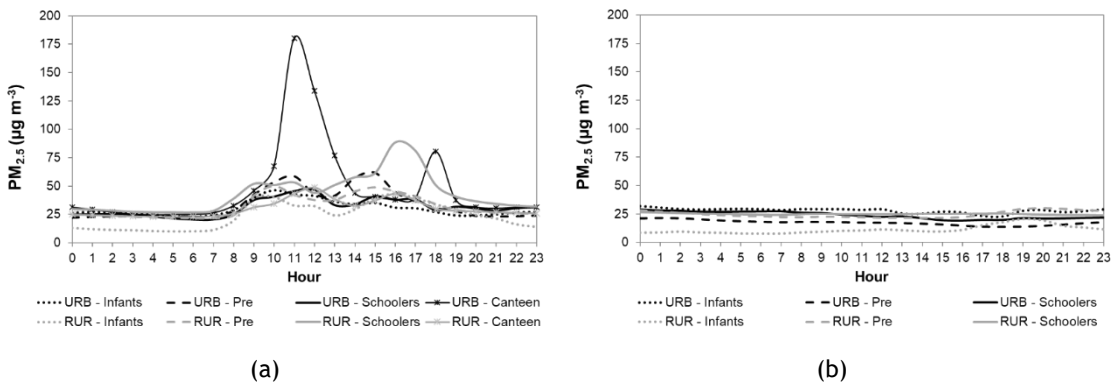 200
175
150
125
100
75
50
25
0
PM2.5 (µg m-3)
0 1 2 3 4 5 6 7 8 9 10 11 12 13 14 15 16 17 18 19 20 21 22 23
Hour
URB - Infants URB - Pre URB - Schoolers URB - Canteen
RUR - Infants RUR - Pre RUR - Schoolers RUR - Canteen
(a)
200
175
150
125
100
75
50
25
0
PM2.5 (µg m-3)
0 1 2 3 4 5 6 7 8 9 10 11 12 13 14 15 16 17 18 19 20 21 22 23
Hour
URB - Infants URB - Pre URB - Schoolers
RUR - Infants RUR - Pre RUR - Schoolers
(b)